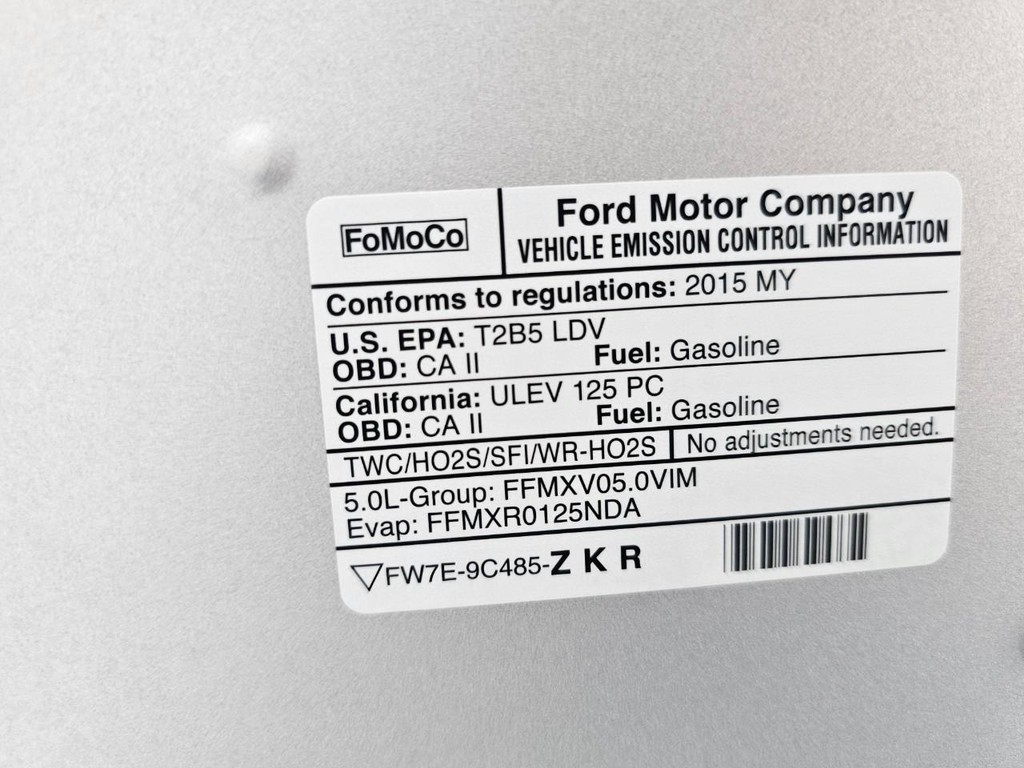 FoMoCo
Ford Motor Company
VEHICLE EMISSION CONTROL INFORMATION
Conforms to regulations: 2015 MY
U.S. EPA: T2B5 LDV
OBD: CA II Fuel: Gasoline
California: ULEV 125 PC
OBD: CA II Fuel: Gasoline
TWC/HO2S/SFI/WR-HO2S No adjustments needed.
5.0L-Group: FFMXV05.0VIM
Evap: FFMXR0125NDA
FW7E-9C485-Z K R